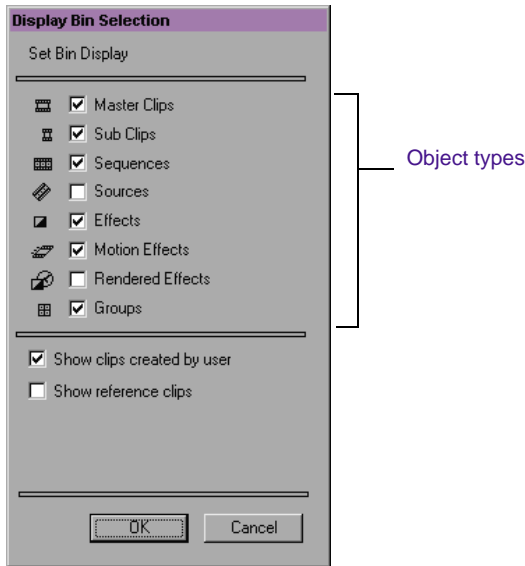 Display Bin Selection
Set Bin Display
Master Clips
Sub Clips
Sequences
Sources
Effects
Motion Effects
Rendered Effects
Groups
Object types
Show clips created by user
Show reference clips
OK
Cancel